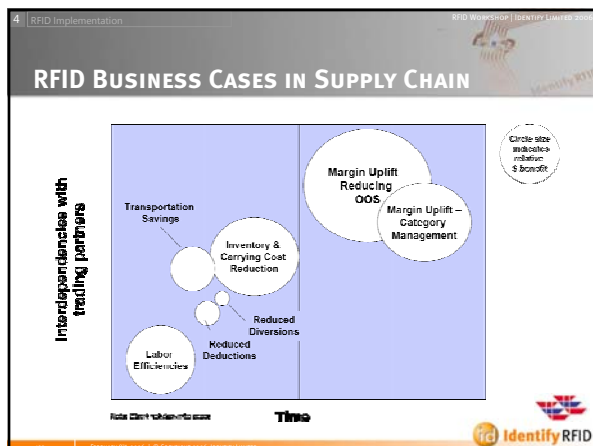 4 RFID Implementation
RFID WORKSHOP | IDENTIFY LIMITED 2006
RFID BUSINESS CASES IN SUPPLY CHAIN
Circle size
indicates
relative
$ benefit
Margin Uplift
Reducing
OOS
Margin Uplift –
Category
Management
Transportation
Savings
Inventory &
Carrying Cost
Reduction
Interdependencies with
trading partners
Reduced
Diversions
Reduced
Deductions
Labor
Efficiencies
Time
id Identify RFID